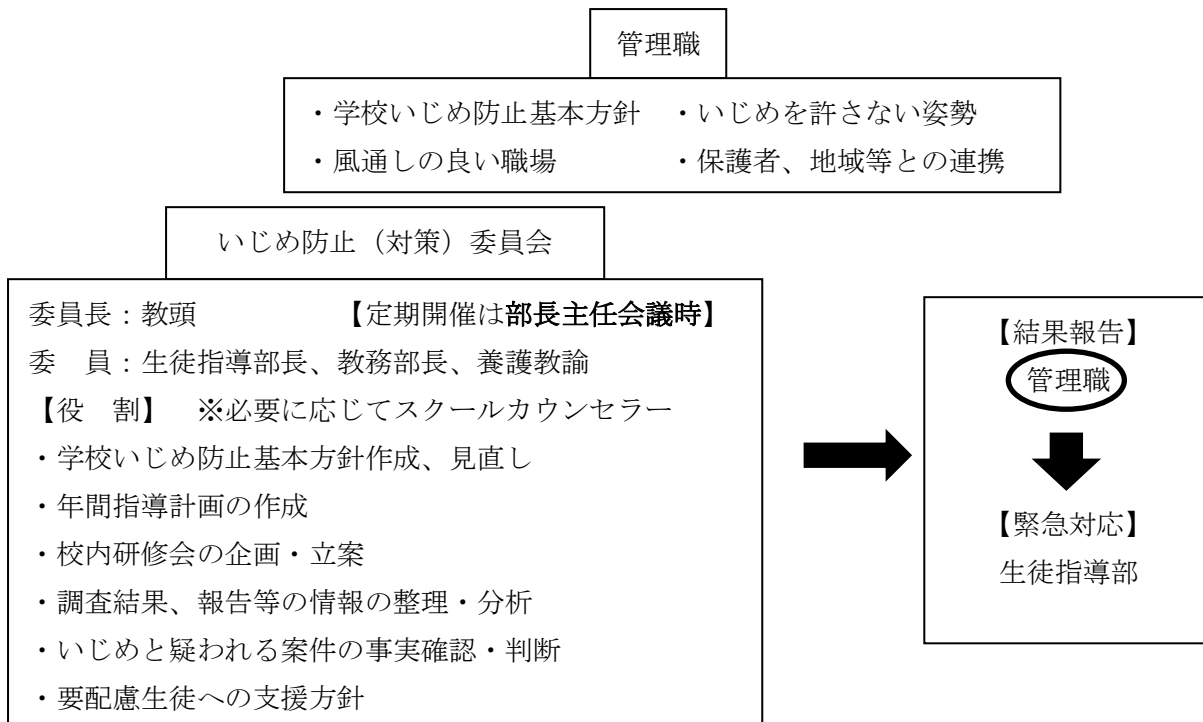 管理職
・学校いじめ防止基本方針　・いじめを許さない姿勢
・風通しの良い職場　・保護者、地域等との連携
いじめ防止（対策）委員会
委員長：教頭　【定期開催は部長主任会議時】
委　員：生徒指導部長、教務部長、養護教諭
【役　割】　※必要に応じてスクールカウンセラー
・学校いじめ防止基本方針作成、見直し
・年間指導計画の作成
・校内研修会の企画・立案
・調査結果、報告等の情報の整理・分析
・いじめと疑われる案件の事実確認・判断
・要配慮生徒への支援方針
【結果報告】
管理職
【緊急対応】
生徒指導部